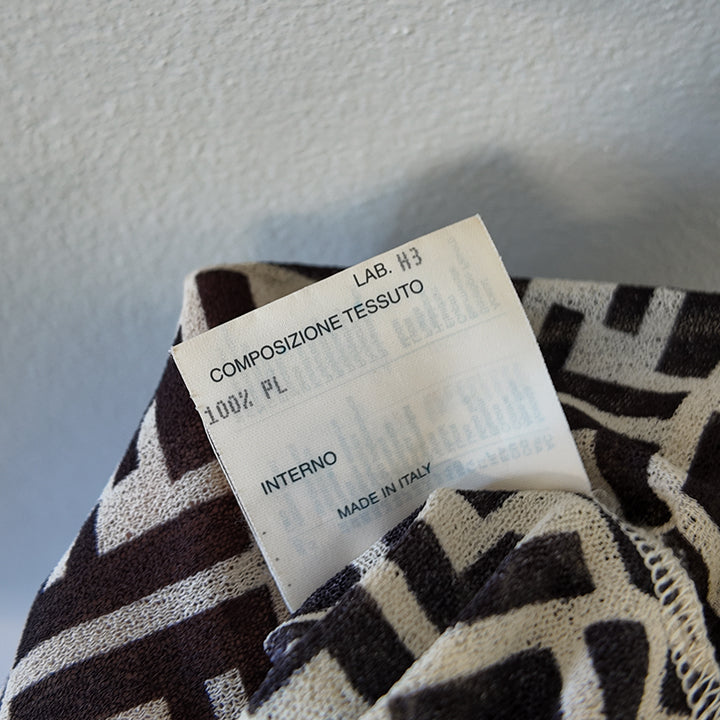 LAB. H3
COMPOSIZIONE TESSUTO
100% PL
INTERNO
MADE IN ITALY